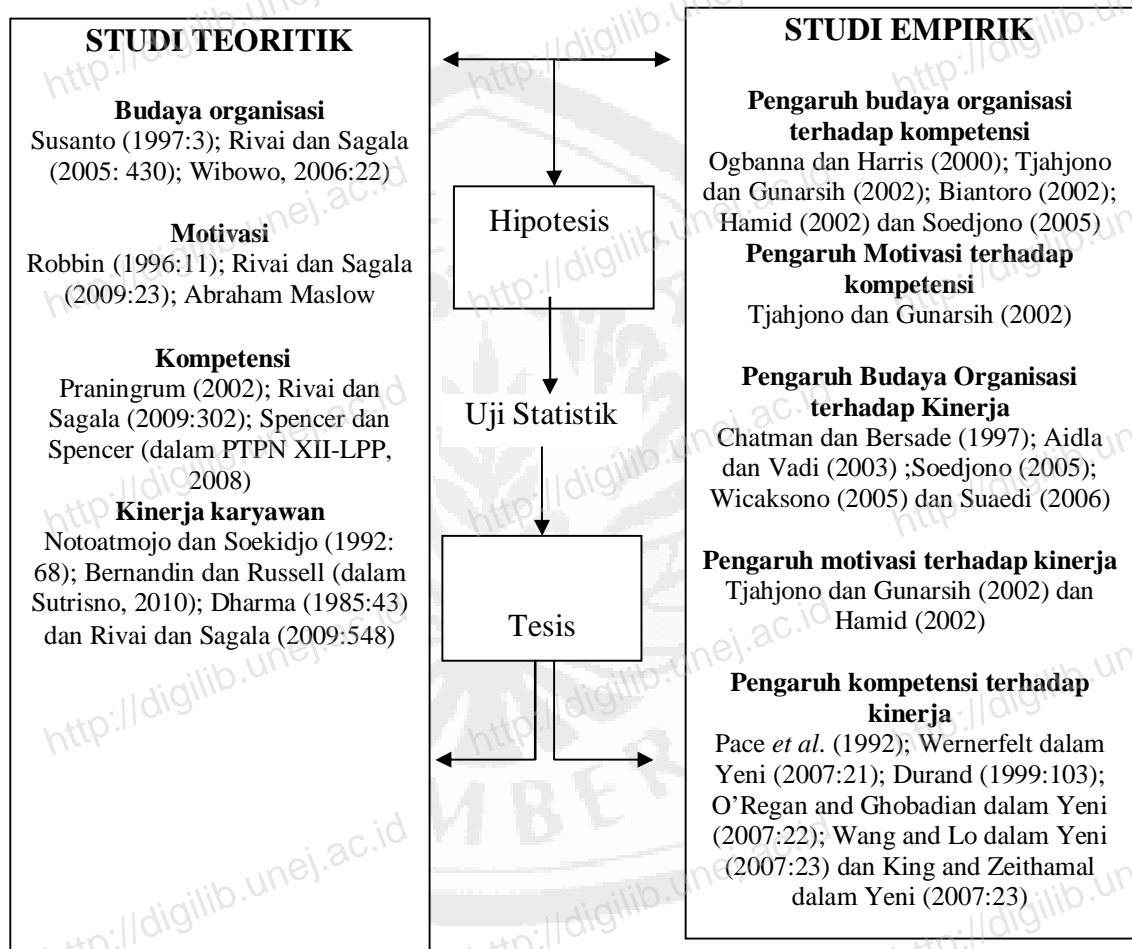 STUDI TEORITIK
Budaya organisasi
Susanto (1997:3); Rivai dan Sagala
(2005: 430); Wibowo, 2006:22)
Motivasi
Robbin (1996:11); Rivai dan Sagala
(2009:23); Abraham Maslow
Kompetensi
Praningrum (2002); Rivai dan
Sagala (2009:302); Spencer dan
Spencer (dalam PTPN XII-LPP,
2008)
Kinerja karyawan
Notoatmojo dan Soekidjo (1992:
68); Bernandin dan Russell (dalam
Sutrisno, 2010); Dharma (1985:43)
dan Rivai dan Sagala (2009:548)
Hipotesis
Uji Statistik
Tesis
STUDI EMPIRIK
Pengaruh budaya organisasi
terhadap kompetensi
Ogbanna dan Harris (2000); Tjahjono
dan Gunarsih (2002); Biantoro (2002);
Hamid (2002) dan Soedjono (2005)
Pengaruh Motivasi terhadap
kompetensi
Tjahjono dan Gunarsih (2002)
Pengaruh Budaya Organisasi
terhadap Kinerja
Chatman dan Bersade (1997); Aidla
dan Vadi (2003) ;Soedjono (2005);
Wicaksono (2005) dan Suaedi (2006)
Pengaruh motivasi terhadap kinerja
Tjahjono dan Gunarsih (2002) dan
Hamid (2002)
Pengaruh kompetensi terhadap
kinerja
Pace et al. (1992); Wernerfelt dalam
Yeni (2007:21); Durand (1999:103);
O'Regan and Ghobadian dalam Yeni
(2007:22); Wang and Lo dalam Yeni
(2007:23) dan King and Zeithamal
dalam Yeni (2007:23)
http://digilib.unej.ac.id
MBER